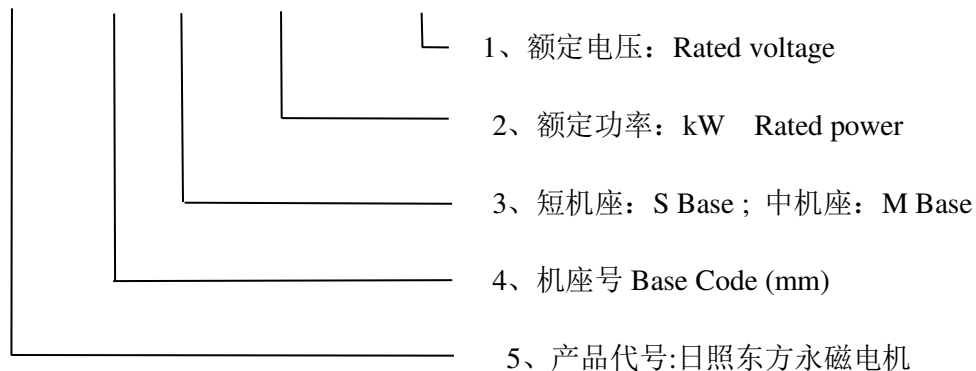 1、额定电压：Rated voltage
2、额定功率：kW Rated power
3、短机座：S Base ; 中机座：M Base
4、机座号 Base Code (mm)
5、产品代号:日照东方永磁电机